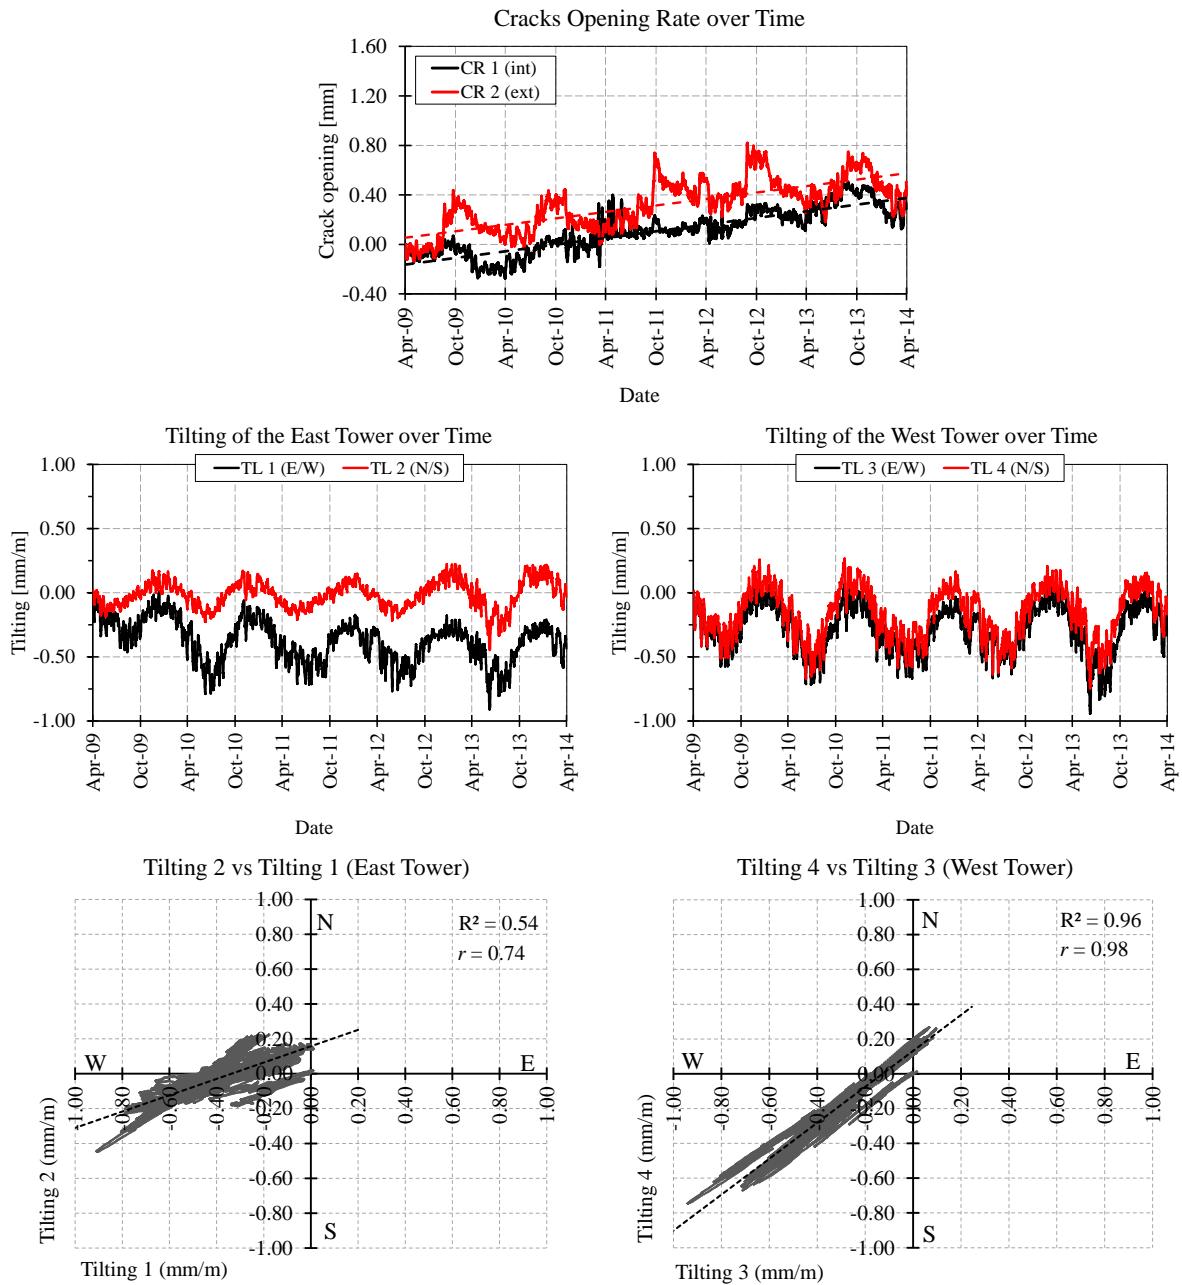 Cracks Opening Rate over Time
1.60
1.20
0.80
0.40
0.00
-0.40
Crack opening [mm]
CR 1 (int)
CR 2 (ext)
Apr-09
Oct-09
Apr-10
Oct-10
Apr-11
Oct-11
Apr-12
Oct-12
Apr-13
Oct-13
Apr-14
Date
Tilting of the East Tower over Time
1.00
0.50
0.00
-0.50
-1.00
Tilting [mm/m]
TL 1 (E/W) TL 2 (N/S)
Apr-09
Oct-09
Apr-10
Oct-10
Apr-11
Oct-11
Apr-12
Oct-12
Apr-13
Oct-13
Apr-14
Date
Tilting of the West Tower over Time
1.00
0.50
0.00
-0.50
-1.00
Tilting [mm/m]
TL 3 (E/W) TL 4 (N/S)
Apr-09
Oct-09
Apr-10
Oct-10
Apr-11
Oct-11
Apr-12
Oct-12
Apr-13
Oct-13
Apr-14
Date
Tilting 2 vs Tilting 1 (East Tower)
1.00
0.80
0.60
0.40
0.20
0.00
-0.20
-0.40
-0.60
-0.80
-1.00
N
R² = 0.54
r = 0.74
W
E
S
-1.00
-0.80
-0.60
-0.40
-0.20
0.00
0.20
0.40
0.60
0.80
1.00
Tilting 2 (mm/m)
Tilting 1 (mm/m)
Tilting 4 vs Tilting 3 (West Tower)
1.00
0.80
0.60
0.40
0.20
0.00
-0.20
-0.40
-0.60
-0.80
-1.00
N
R² = 0.96
r = 0.98
W
E
S
-1.00
-0.80
-0.60
-0.40
-0.20
0.00
0.20
0.40
0.60
0.80
1.00
Tilting 4 (mm/m)
Tilting 3 (mm/m)